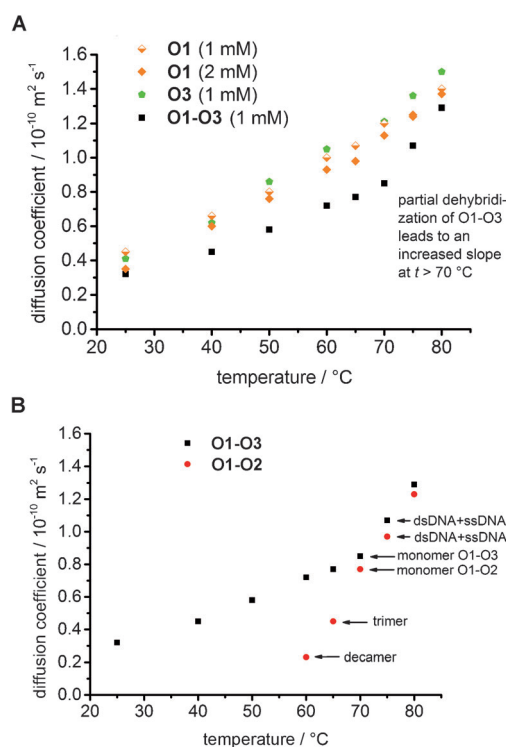 A
O1 (1 mM)
O1 (2 mM)
O3 (1 mM)
O1-O3 (1 mM)
1.6
1.4
1.2
1.0
0.8
0.6
0.4
0.2
0.0
diffusion coefficient / 10⁻¹⁰ m² s⁻¹
partial dehybridi-
zation of O1-O3
leads to an
increased slope
at t > 70 °C
20 30 40 50 60 70 80 90
temperature / °C
B
O1-O3
O1-O2
1.6
1.4
1.2
1.0
0.8
0.6
0.4
0.2
0.0
diffusion coefficient / 10⁻¹⁰ m² s⁻¹
dsDNA+ssDNA
dsDNA+ssDNA
monomer O1-O3
monomer O1-O2
trimer
decamer
20 30 40 50 60 70 80 90
temperature / °C